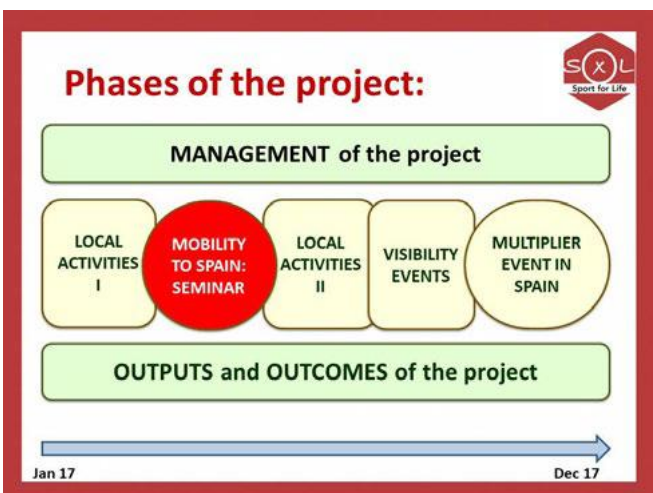 Phases of the project:
SXL
Sport for Life
MANAGEMENT of the project
LOCAL
ACTIVITIES
I
MOBILITY
TO SPAIN:
SEMINAR
LOCAL
ACTIVITIES
II
VISIBILITY
EVENTS
MULTIPLIER
EVENT IN
SPAIN
OUTPUTS and OUTCOMES of the project
Jan 17
Dec 17